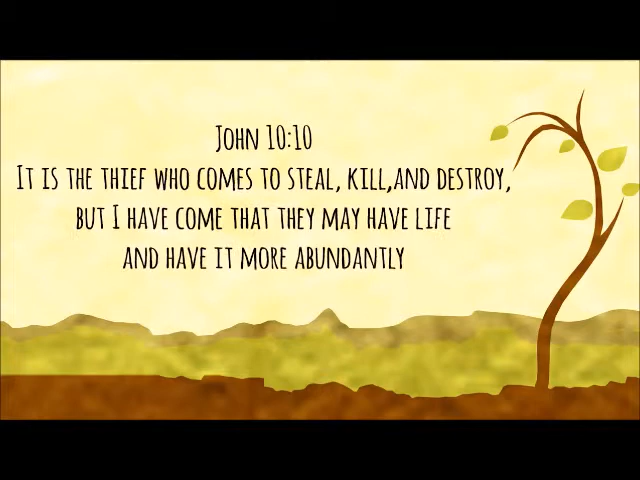 John 10:10
It is the thief who comes to steal, kill,and destroy,
but I have come that they may have life
and have it more abundantly